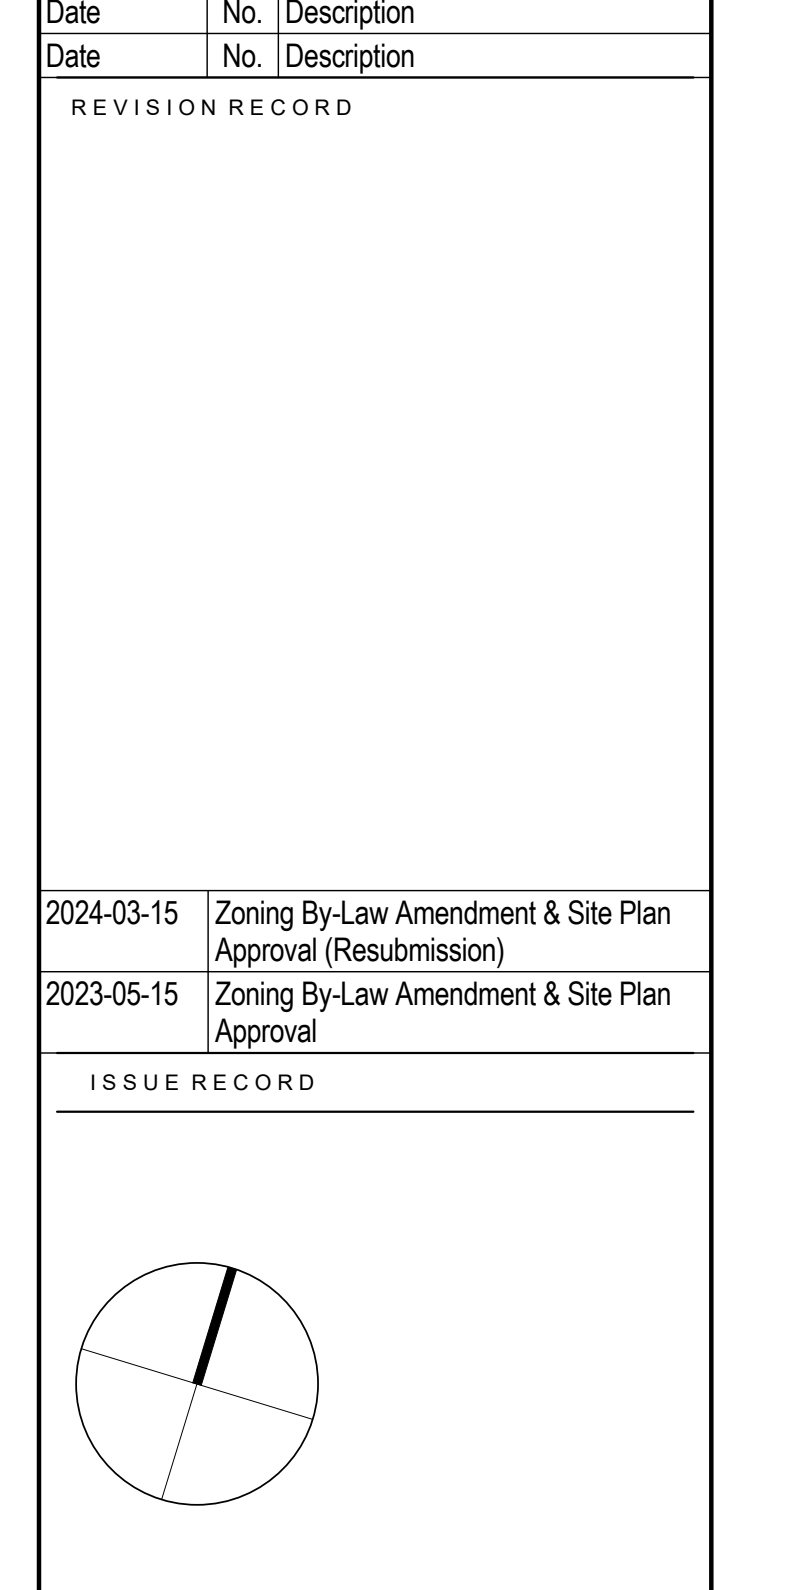 Date No. Description
Date No. Description
REVISION RECORD
2024-03-15 Zoning By-Law Amendment & Site Plan
Approval (Resubmission)
2023-05-15 Zoning By-Law Amendment & Site Plan
Approval
ISSUE RECORD